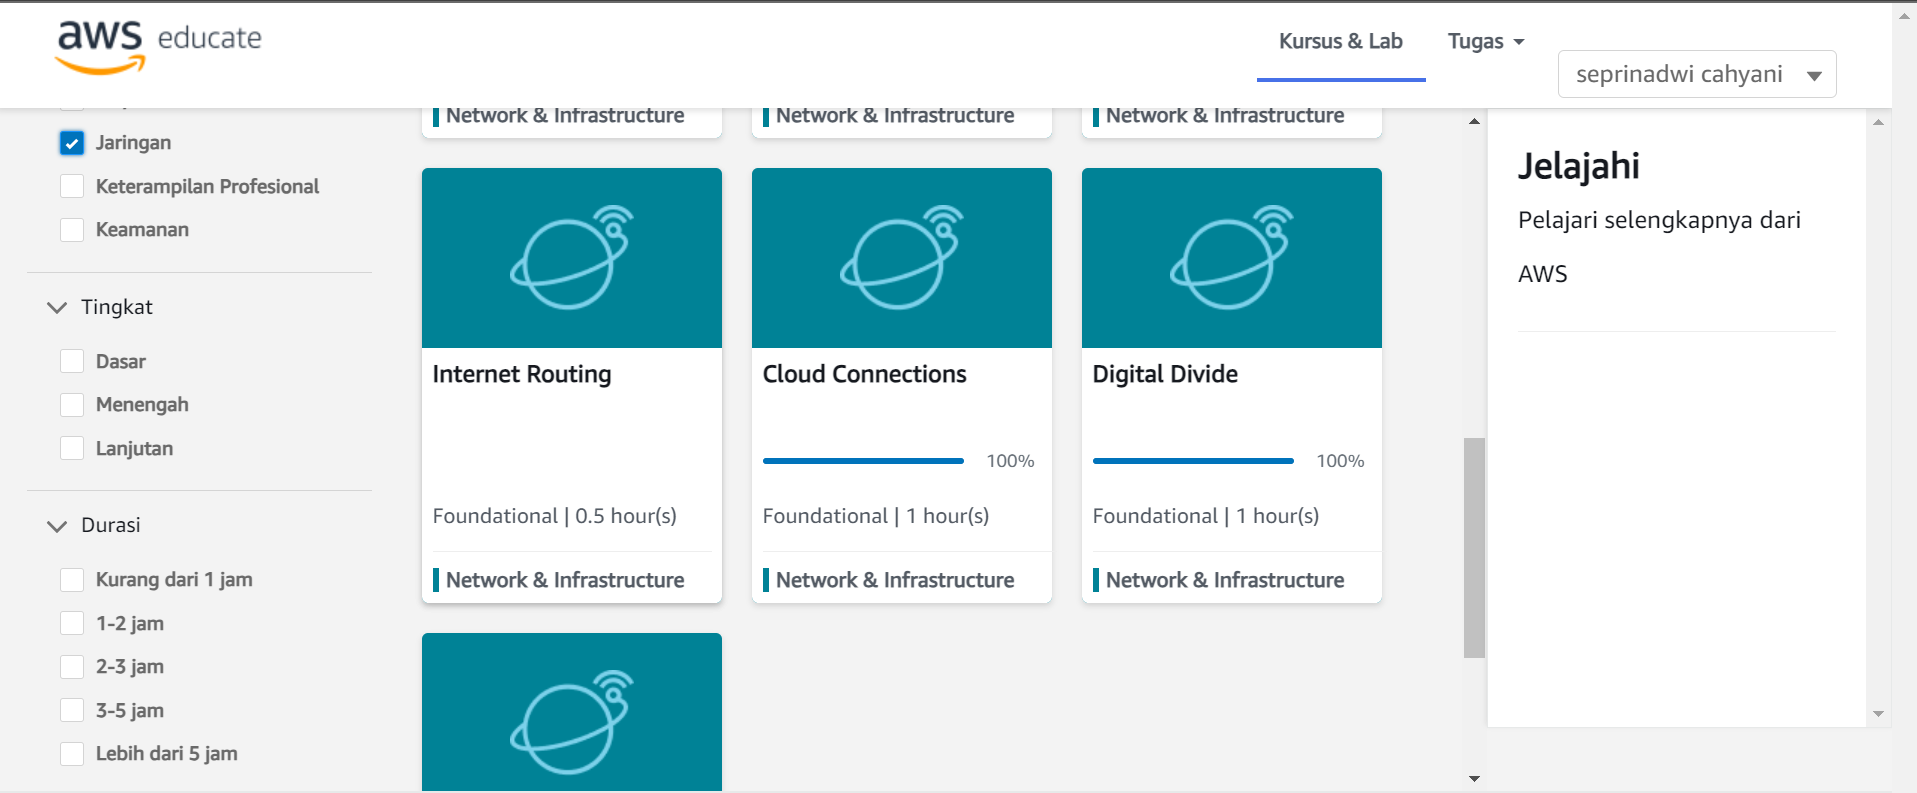 aws educate
Kursus & Lab
Tugas
seprinadwi cahyani
Jaringan
Keterampilan Profesional
Keamanan
Tingkat
Dasar
Menengah
Lanjutan
Durasi
Kurang dari 1 jam
1-2 jam
2-3 jam
3-5 jam
Lebih dari 5 jam
Network & Infrastructure
Network & Infrastructure
Network & Infrastructure
Internet Routing
Foundational | 0.5 hour(s)
Network & Infrastructure
Cloud Connections
100%
Foundational | 1 hour(s)
Network & Infrastructure
Digital Divide
100%
Foundational | 1 hour(s)
Network & Infrastructure
Jelajahi
Pelajari selengkapnya dari
AWS